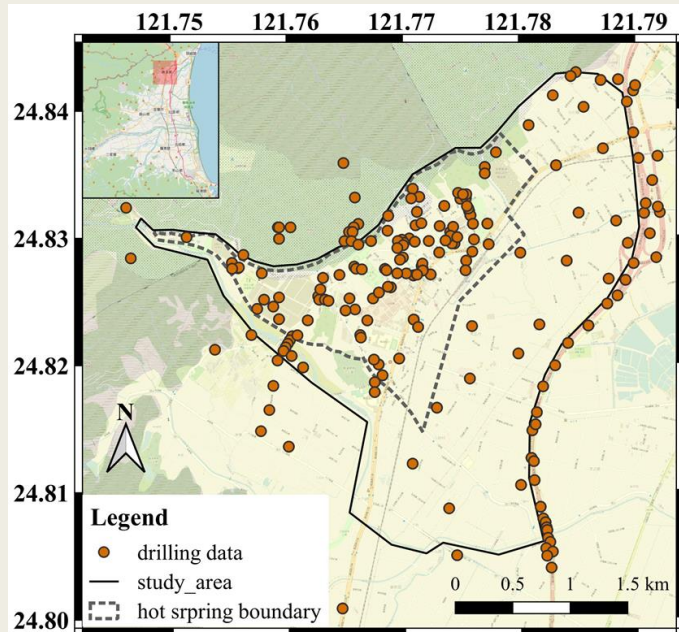 121.75 121.76 121.77 121.78 121.79
24.84
24.83
24.82
24.81
24.80
N
Legend
drilling data
study_area
hot srpring boundary
0 0.5 1 1.5 km